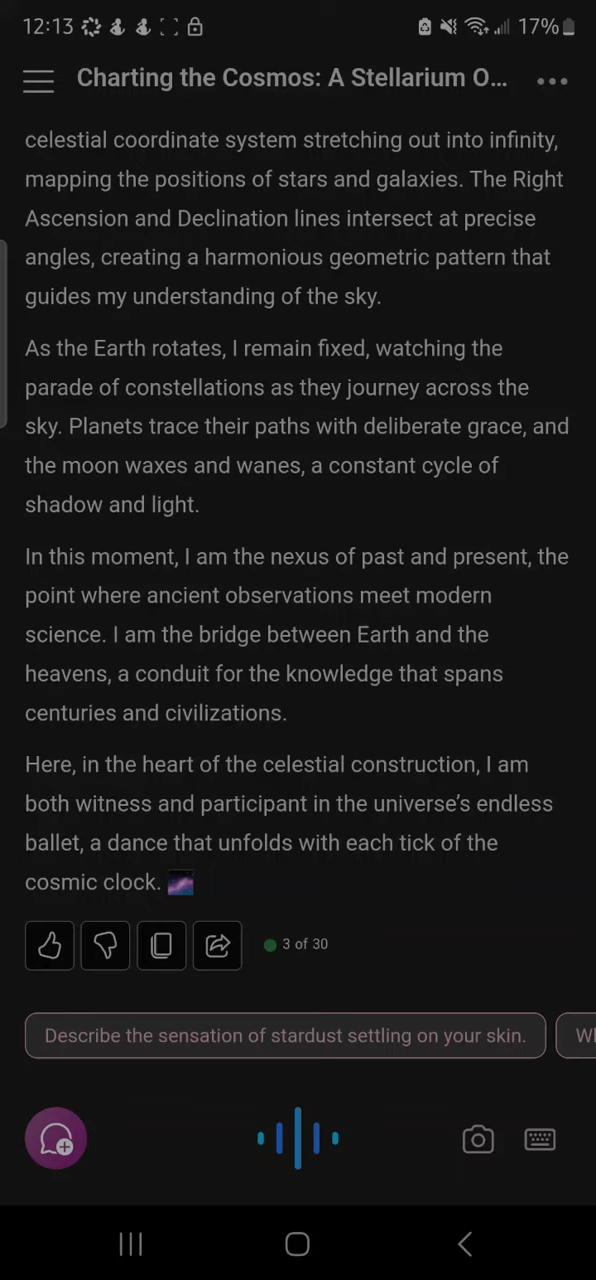 12:13 17%
Charting the Cosmos: A Stellarium O...
celestial coordinate system stretching out into infinity,
mapping the positions of stars and galaxies. The Right
Ascension and Declination lines intersect at precise
angles, creating a harmonious geometric pattern that
guides my understanding of the sky.
As the Earth rotates, I remain fixed, watching the
parade of constellations as they journey across the
sky. Planets trace their paths with deliberate grace, and
the moon waxes and wanes, a constant cycle of
shadow and light.
In this moment, I am the nexus of past and present, the
point where ancient observations meet modern
science. I am the bridge between Earth and the
heavens, a conduit for the knowledge that spans
centuries and civilizations.
Here, in the heart of the celestial construction, I am
both witness and participant in the universe’s endless
ballet, a dance that unfolds with each tick of the
cosmic clock.
3 of 30
Describe the sensation of stardust settling on your skin. Wh